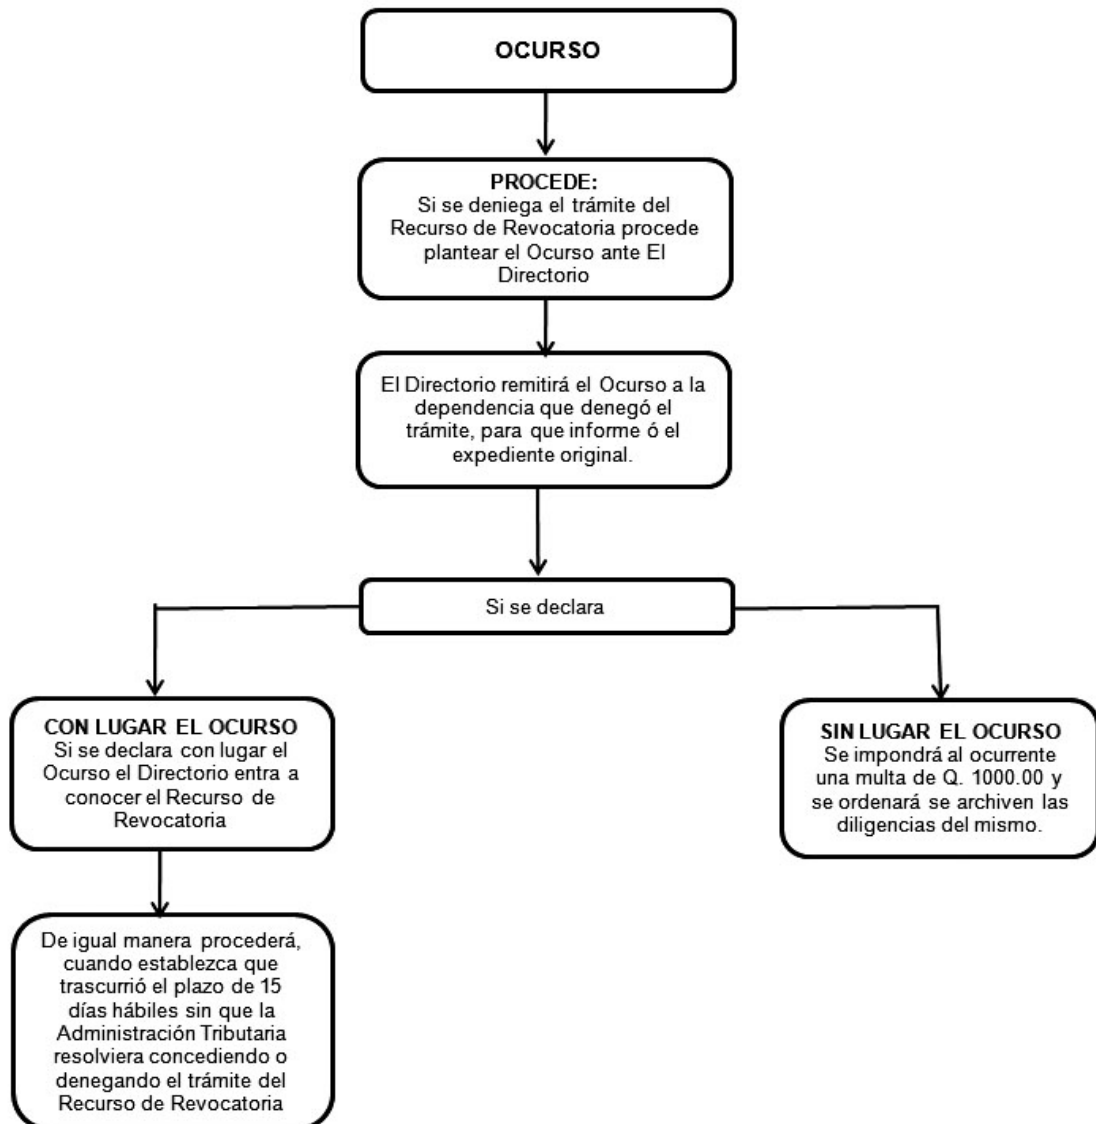 OCURSO
PROCEDE:
Si se deniega el trámite del
Recurso de Revocatoria procede
plantear el Ocurso ante El
Directorio
El Directorio remitirá el Ocurso a la
dependencia que denegó el
trámite, para que informe ó el
expediente original.
Si se declara
CON LUGAR EL OCURSO
Si se declara con lugar el
Ocurso el Directorio entra a
conocer el Recurso de
Revocatoria
De igual manera procederá,
cuando establezca que
trascurrió el plazo de 15
días hábiles sin que la
Administración Tributaria
resolviera concediendo o
denegando el trámite del
Recurso de Revocatoria
SIN LUGAR EL OCURSO
Se impondrá al ocurrente
una multa de Q. 1000.00 y
se ordenará se archiven las
diligencias del mismo.